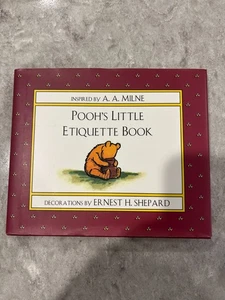 INSPIRED BY A. A. MILNE
POOH'S LITTLE
ETIQUETTE BOOK
DECORATIONS BY ERNEST H. SHEPARD